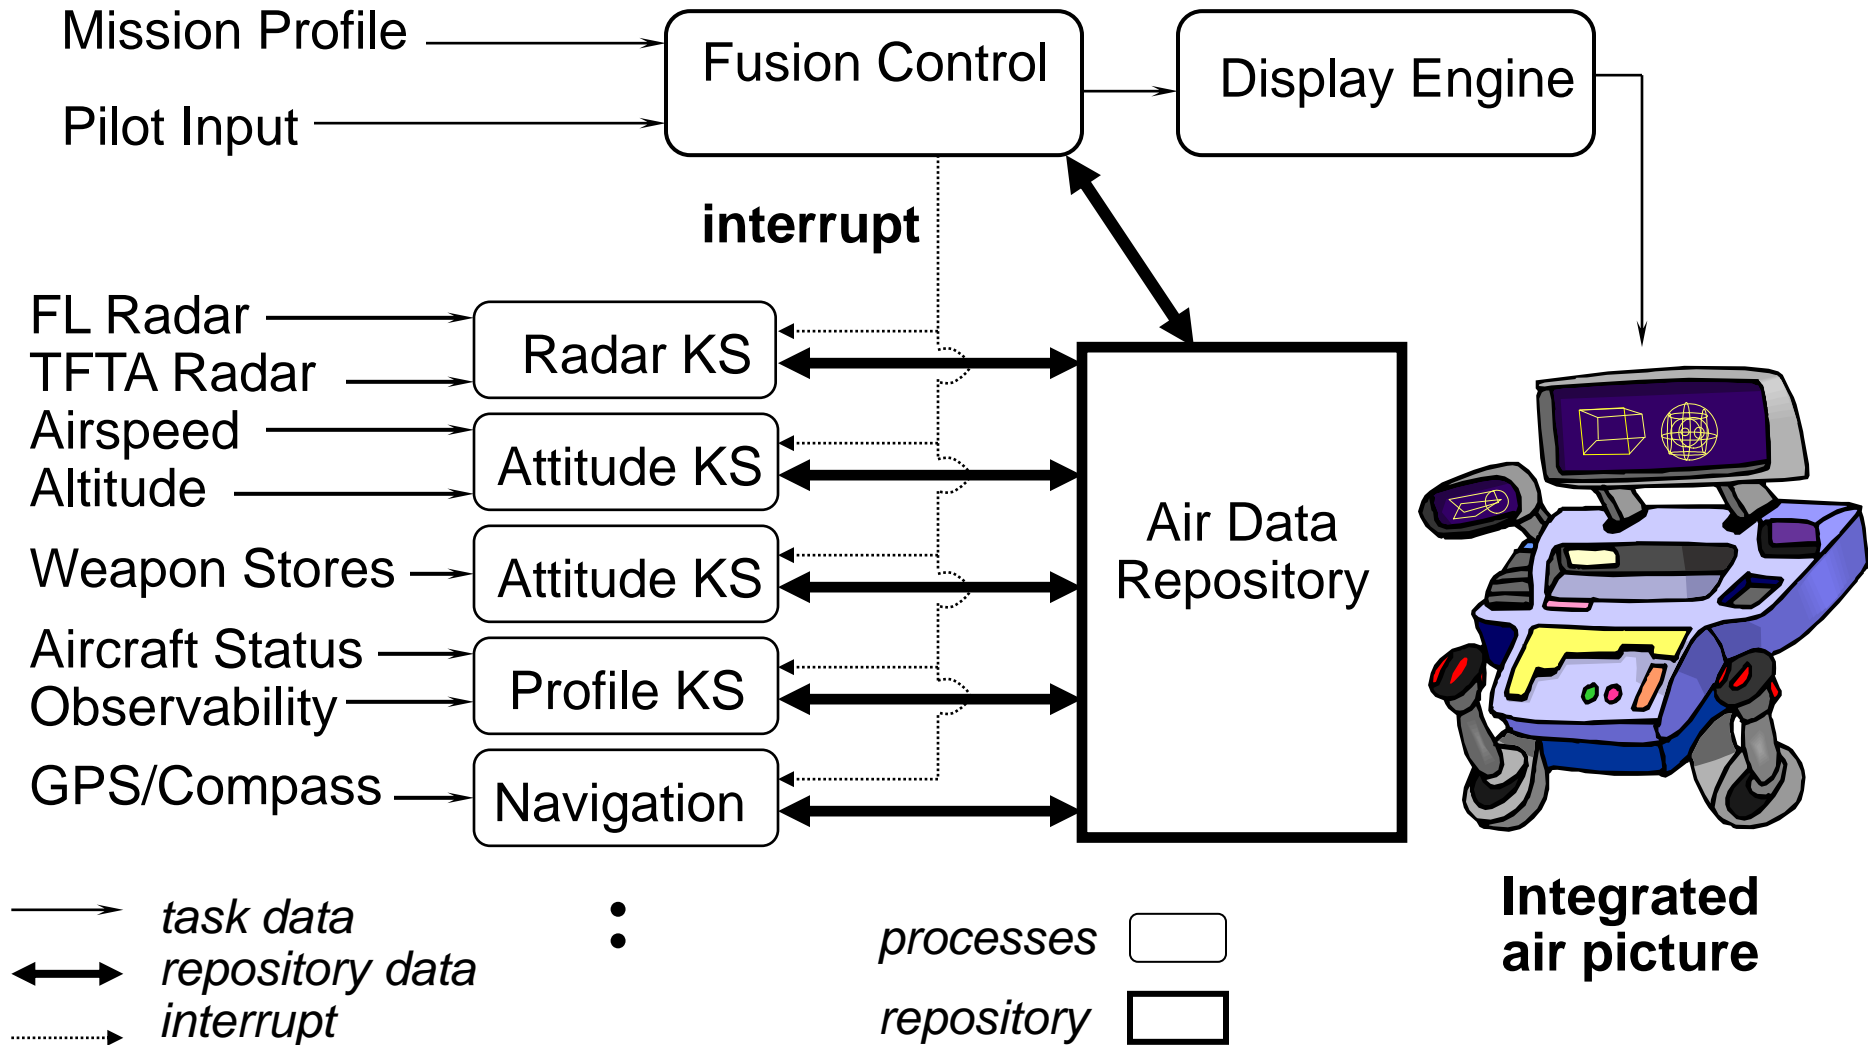 Mission Profile
Pilot Input
Fusion Control
Display Engine
interrupt
FL Radar
TFTA Radar
Airspeed
Altitude
Weapon Stores
Aircraft Status
Observability
GPS/Compass
Radar KS
Attitude KS
Attitude KS
Profile KS
Navigation
Air Data
Repository
Integrated
air picture
task data
repository data
interrupt
processes
repository